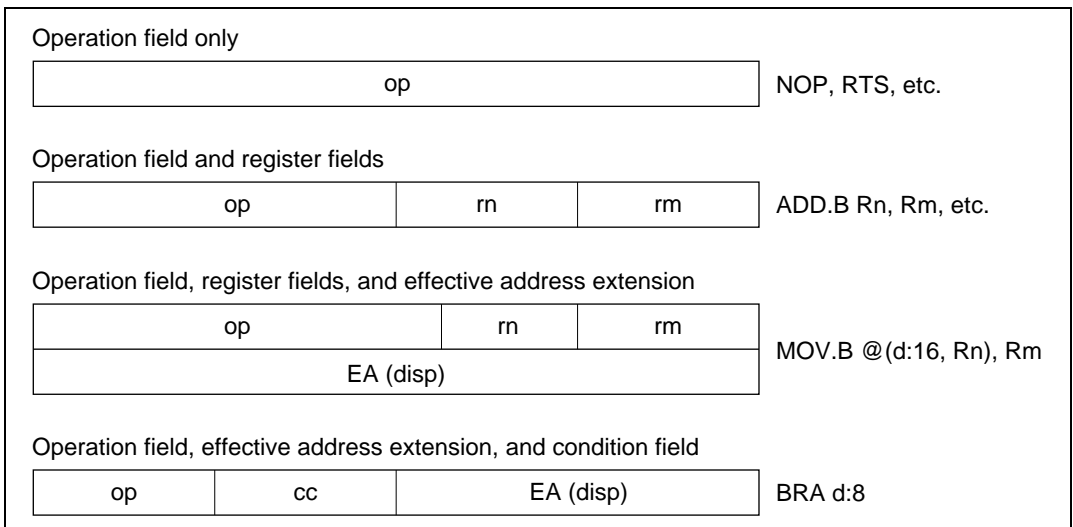 Operation field only
op NOP, RTS, etc.
Operation field and register fields
op rn rm ADD.B Rn, Rm, etc.
Operation field, register fields, and effective address extension
op rn rm
MOV.B @(d:16, Rn), Rm
EA (disp)
Operation field, effective address extension, and condition field
op cc EA (disp) BRA d:8